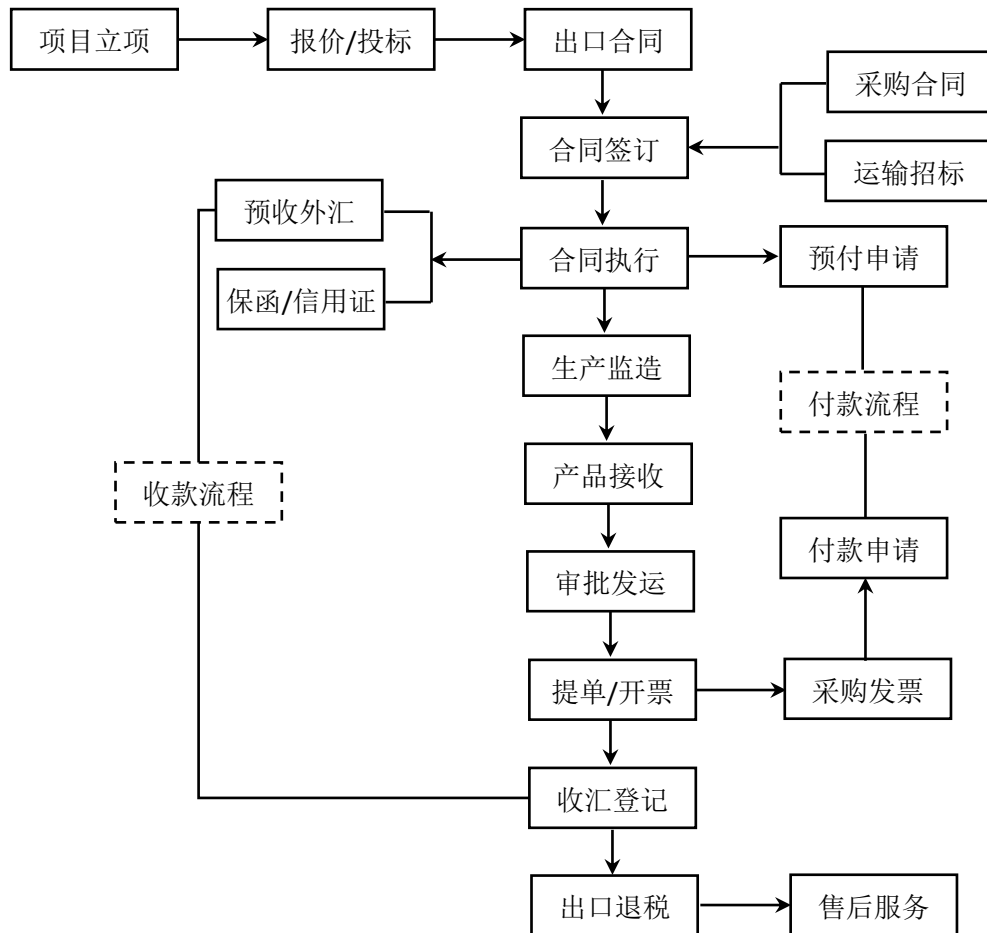 项目立项
报价/投标
出口合同
采购合同
合同签订
运输招标
预收外汇
合同执行
预付申请
保函/信用证
生产监造
付款流程
收款流程
产品接收
付款申请
审批发运
提单/开票
采购发票
收汇登记
出口退税
售后服务